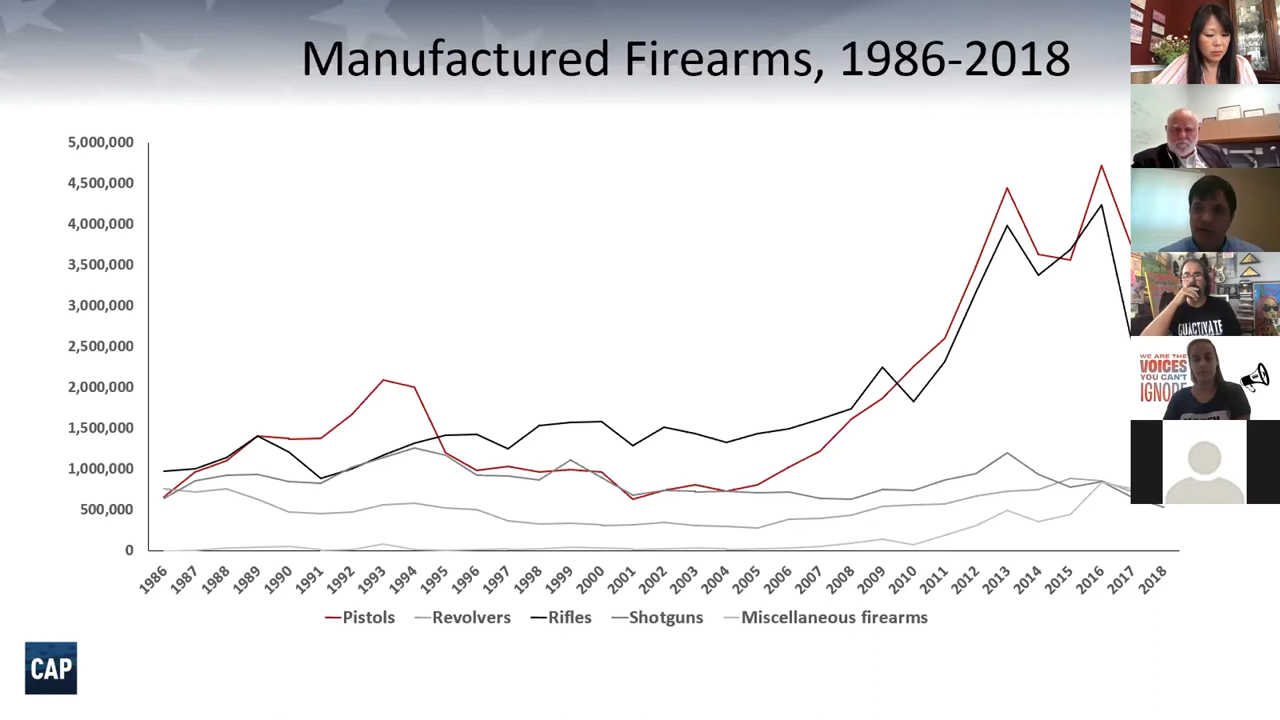 Manufactured Firearms, 1986-2018
5,000,000
4,500,000
4,000,000
3,500,000
3,000,000
2,500,000
2,000,000
1,500,000
1,000,000
500,000
0
1986 1987 1988 1989 1990 1991 1992 1993 1994 1995 1996 1997 1998 1999 2000 2001 2002 2003 2004 2005 2006 2007 2008 2009 2010 2011 2012 2013 2014 2015 2016 2017 2018
Pistols Revolvers Rifles Shotguns Miscellaneous firearms
CAP
GUACTIVATE
WE ARE THE
VOICES
YOU CAN'T
IGNORE